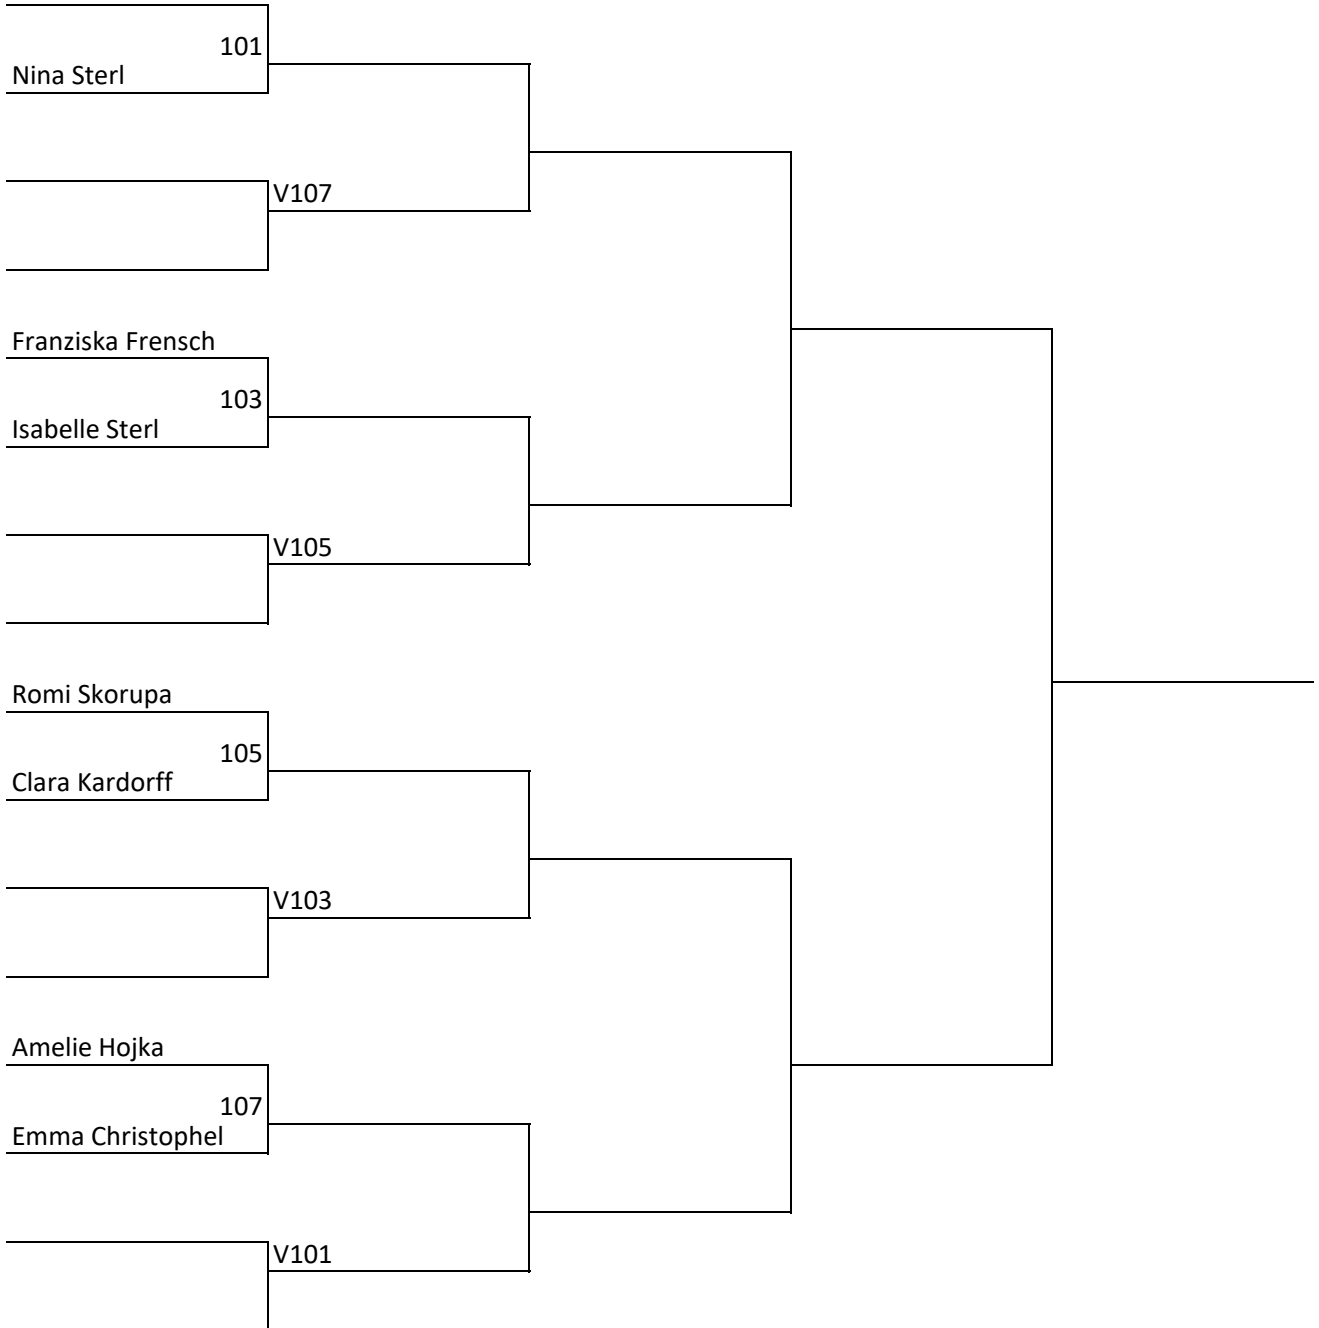 101
Nina Sterl
V107
Franziska Frensch
103
Isabelle Sterl
V105
Romi Skorupa
105
Clara Kardorff
V103
Amelie Hojka
107
Emma Christophel
V101